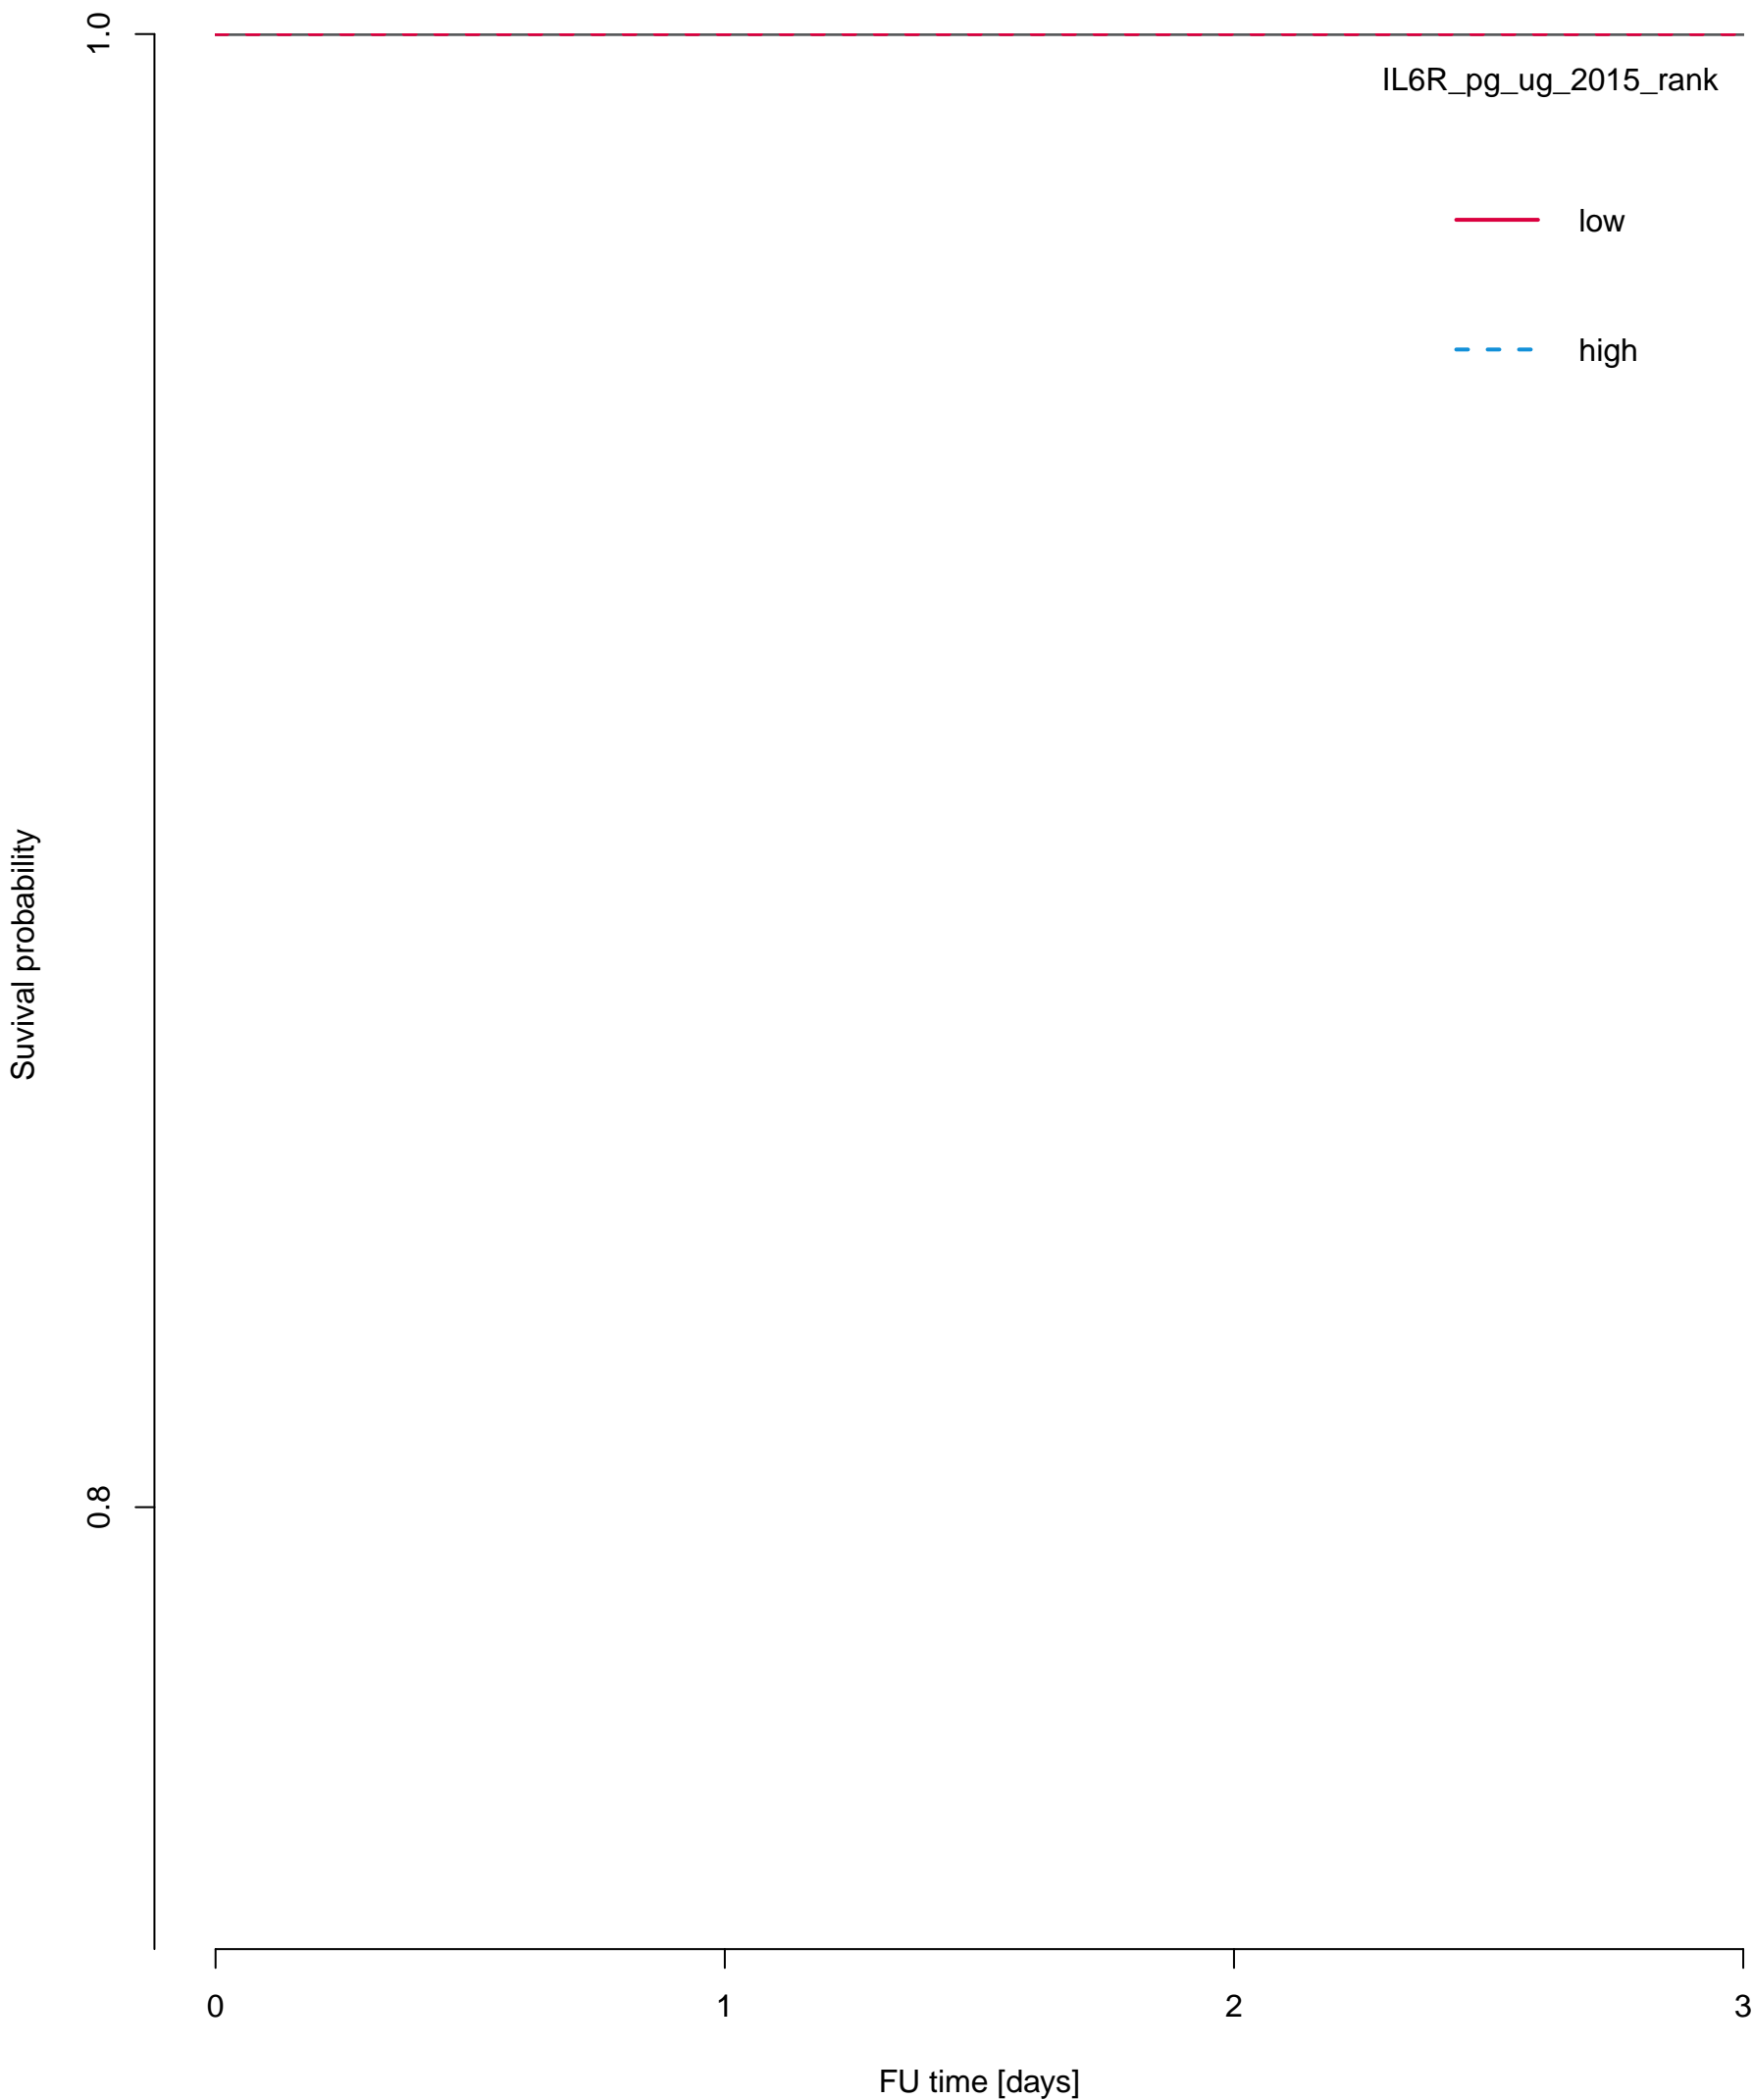 1.0
IL6R_pg_ug_2015_rank
low
high
Suvival probability
0.8
0 1 2 3
FU time [days]